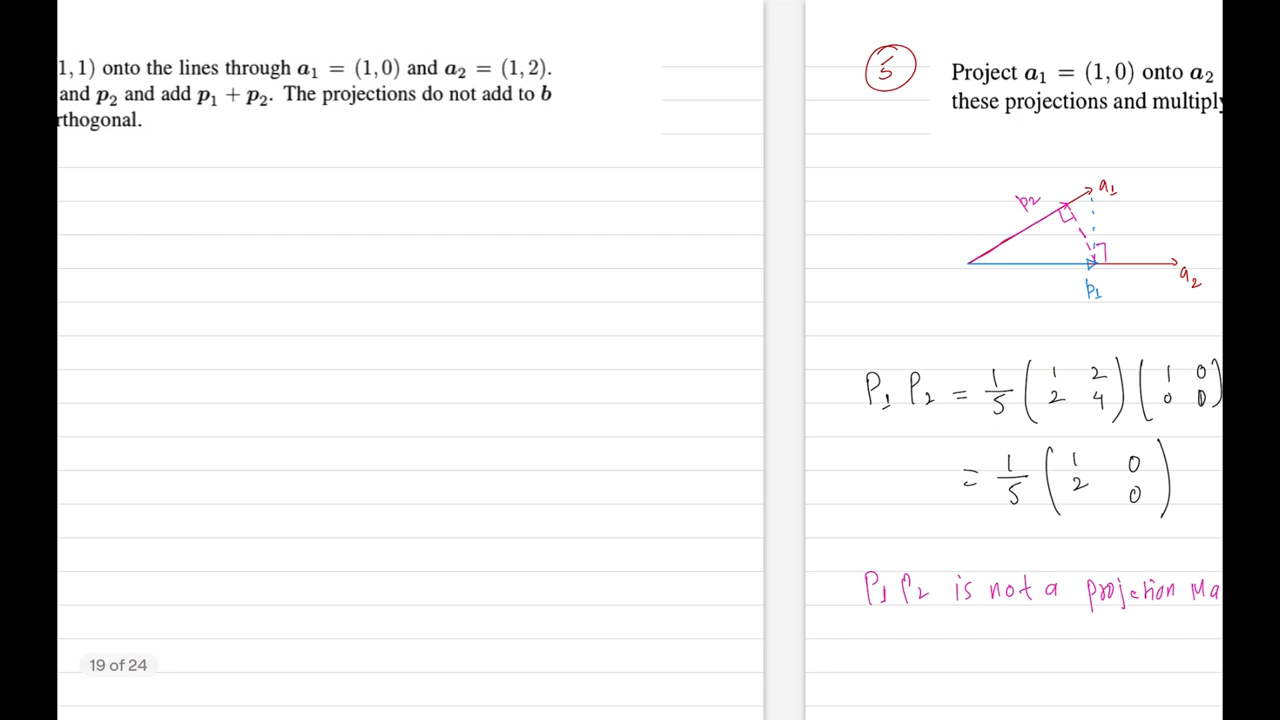 1, 1) onto the lines through a₁ = (1, 0) and a₂ = (1, 2).
and p₂ and add p₁ + p₂. The projections do not add to b
rthogonal.
19 of 24
5
Project a₁ = (1, 0) onto a₂
these projections and multiply
p2
a1
a2
p1
P1 P2 = 1/5 ( 1 2 ; 2 4 ) ( 1 0 ; 0 0 )
= 1/5 ( 1 0 ; 2 0 )
P1 P2 is not a projection Ma